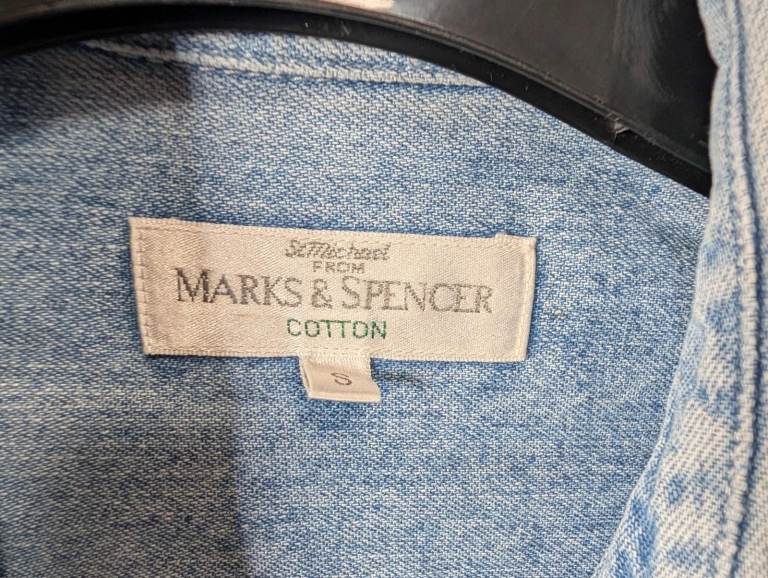 St Michael
FROM
MARKS & SPENCER
COTTON
S